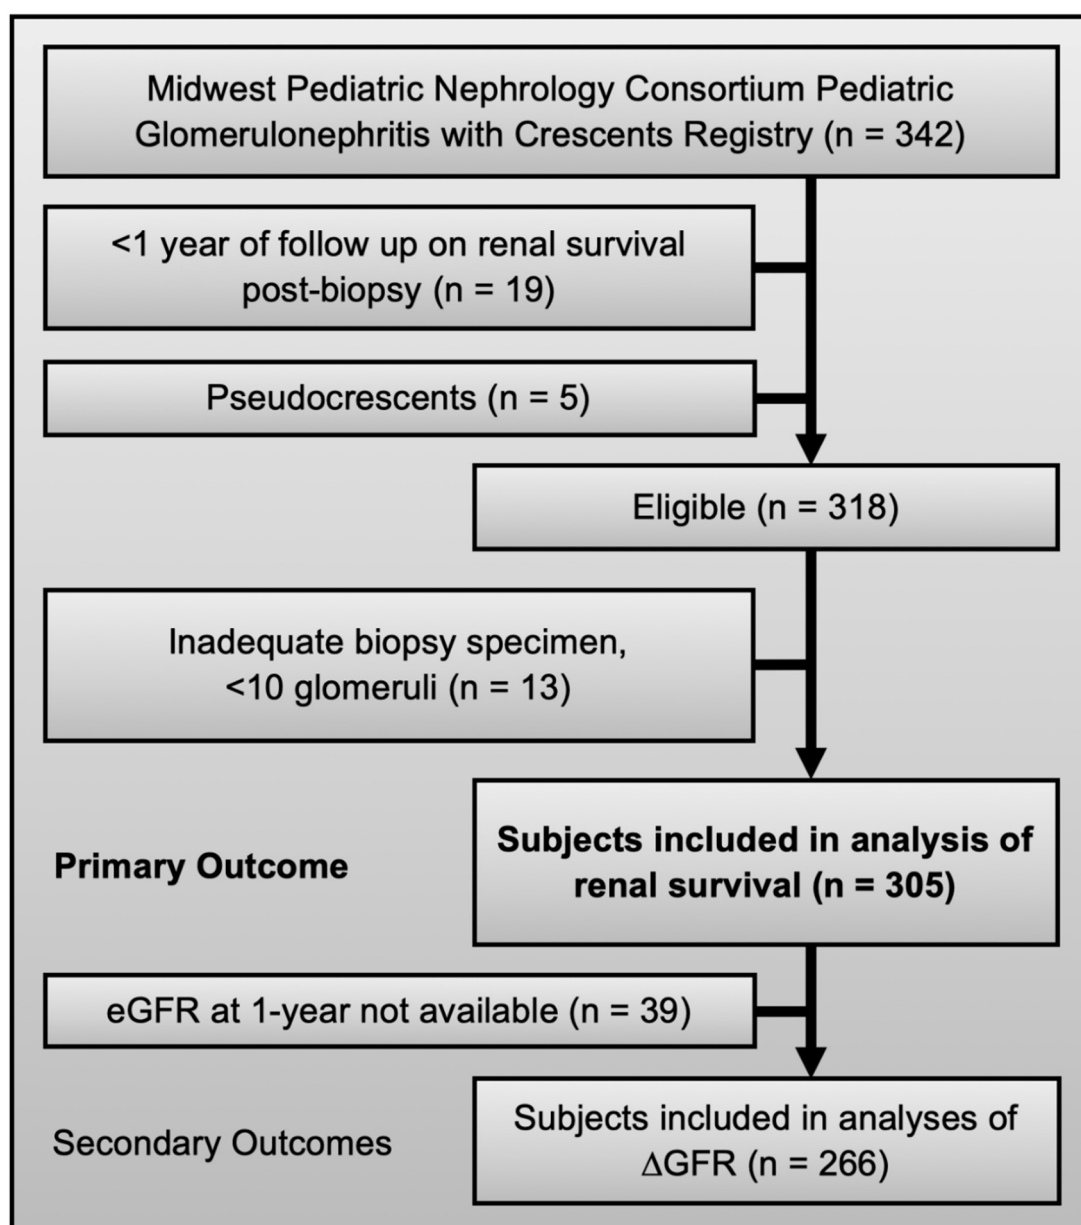 Midwest Pediatric Nephrology Consortium Pediatric
Glomerulonephritis with Crescents Registry (n = 342)
<1 year of follow up on renal survival
post-biopsy (n = 19)
Pseudocrescents (n = 5)
Eligible (n = 318)
Inadequate biopsy specimen,
<10 glomeruli (n = 13)
Primary Outcome
Subjects included in analysis of
renal survival (n = 305)
eGFR at 1-year not available (n = 39)
Secondary Outcomes
Subjects included in analyses of
∆GFR (n = 266)